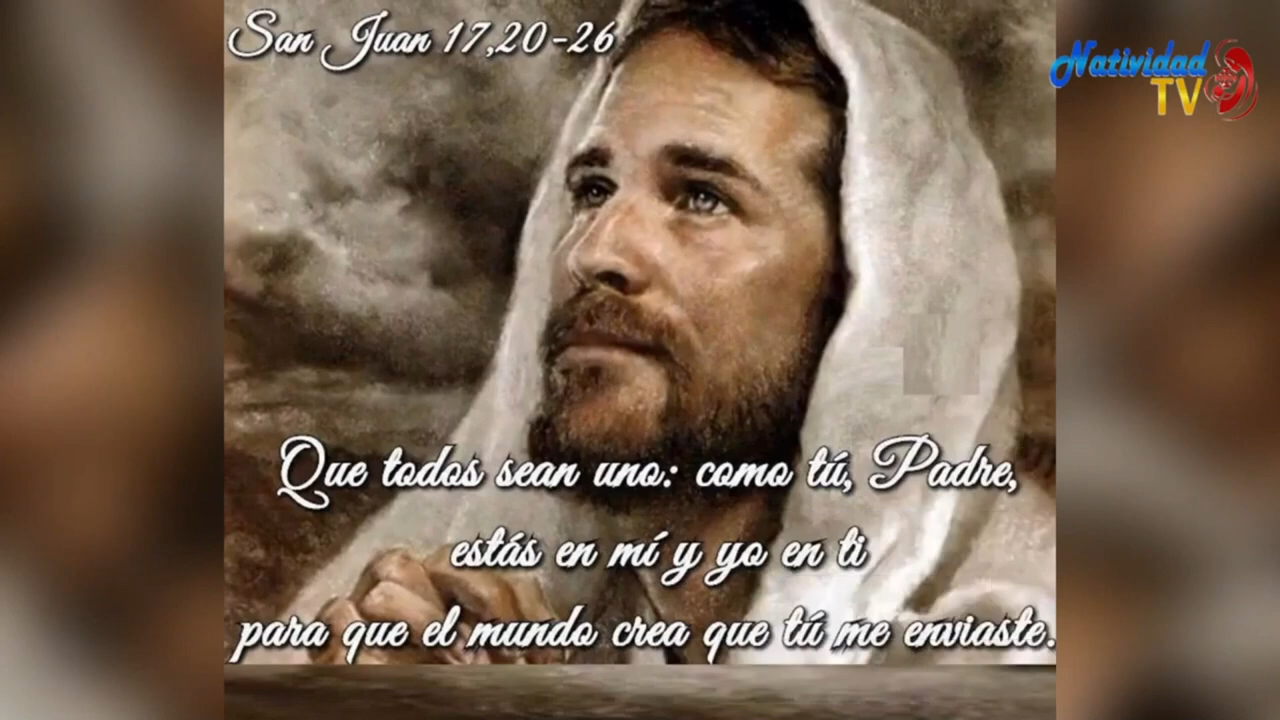 San Juan 17,20-26
Natividad
TV
Que todos sean uno: como tú, Padre,
estás en mí y yo en ti
para que el mundo crea que tú me enviaste.